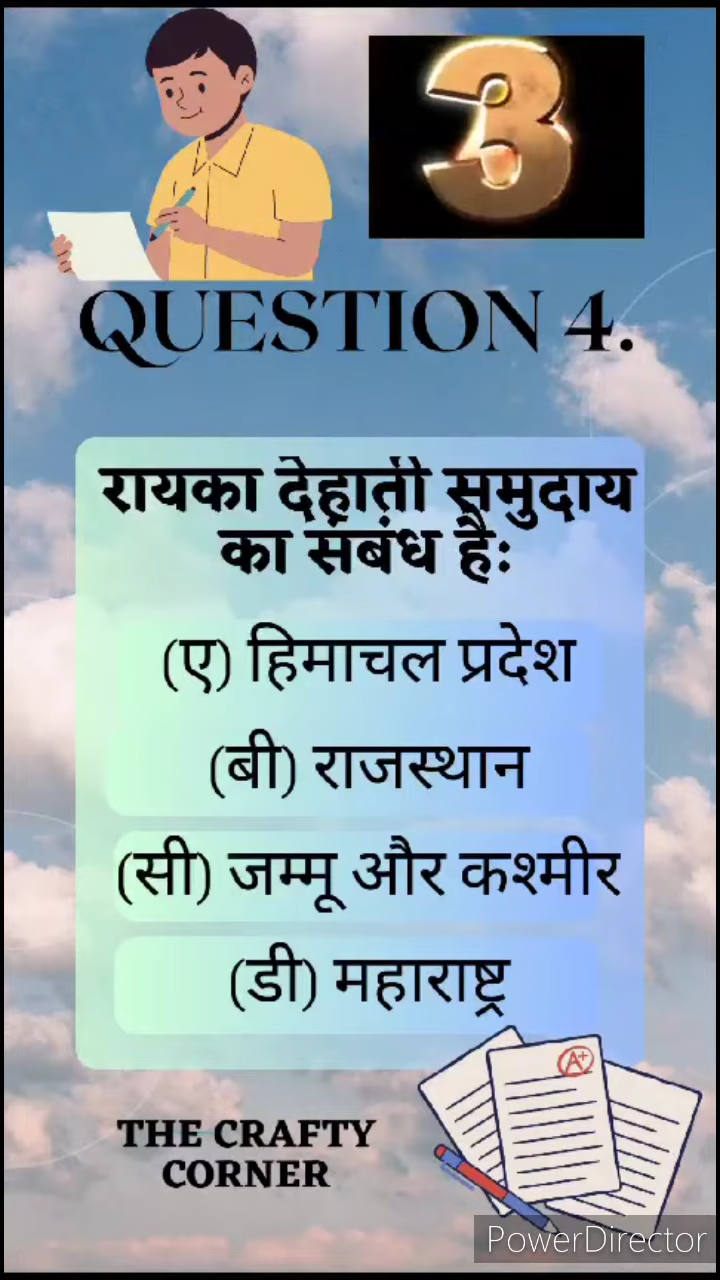 3
QUESTION 4.
रायका देहाती समुदाय
का संबंध है:
(ए) हिमाचल प्रदेश
(बी) राजस्थान
(सी) जम्मू और कश्मीर
(डी) महाराष्ट्र
A+
THE CRAFTY
CORNER
PowerDirector